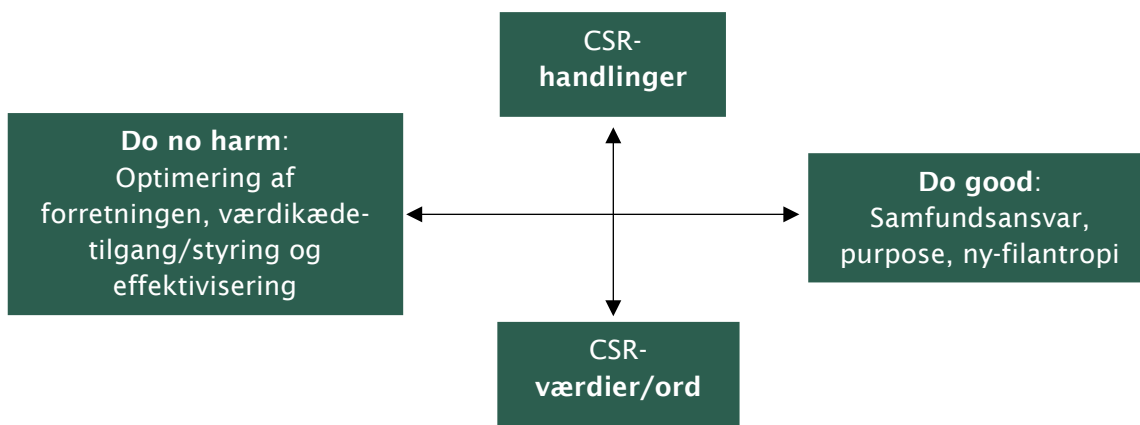 CSR-
handlinger
Do no harm:
Optimering af
forretningen, værdikæde-
tilgang/styring og
effektivisering
Do good:
Samfundsansvar,
purpose, ny-filantropi
CSR-
værdier/ord